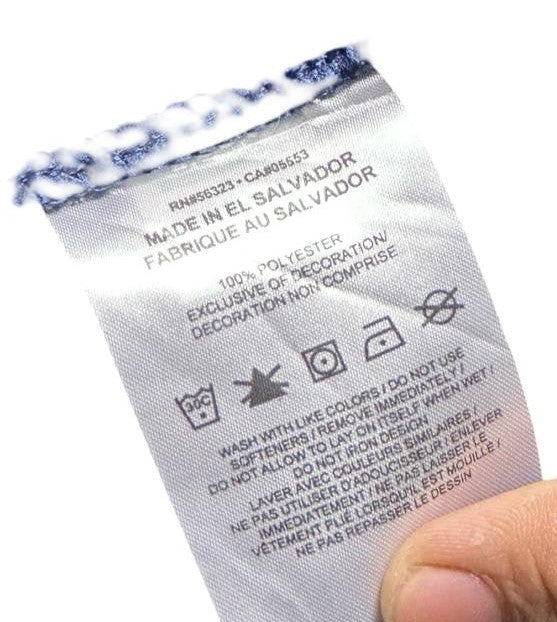 RN#56323 • CA#05653
MADE IN EL SALVADOR
FABRIQUE AU SALVADOR
100% POLYESTER
EXCLUSIVE OF DECORATION/
DECORATION NON COMPRISE
30C
WASH WITH LIKE COLORS / DO NOT USE
SOFTENERS / REMOVE IMMEDIATELY /
DO NOT ALLOW TO LAY ON ITSELF WHEN WET /
DO NOT IRON DESIGN
LAVER AVEC COULEURS SIMILAIRES /
NE PAS UTILISER D'ADOUCISSEUR / ENLEVER
IMMEDIATEMENT / NE PAS LAISSER LE
VÊTEMENT PLIÉ LORSQU'IL EST MOUILLÉ /
NE PAS REPASSER LE DESSIN